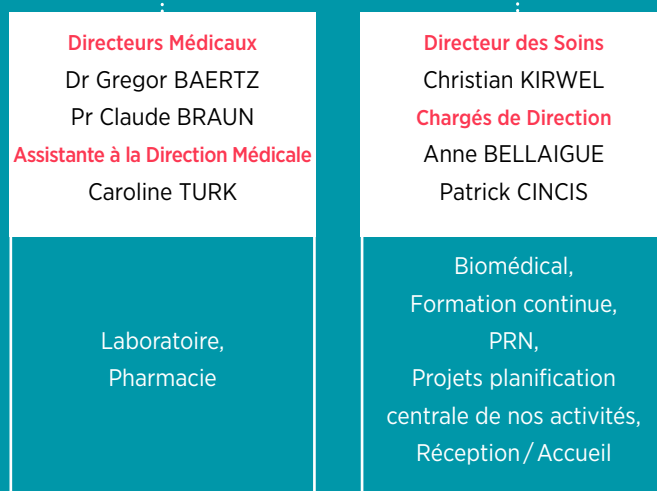 Directeurs Médicaux
Dr Gregor BAERTZ
Pr Claude BRAUN
Assistante à la Direction Médicale
Caroline TURK
Laboratoire,
Pharmacie
Directeur des Soins
Christian KIRWEL
Chargés de Direction
Anne BELLAIGUE
Patrick CINCIS
Biomédical,
Formation continue,
PRN,
Projets planification
centrale de nos activités,
Réception / Accueil